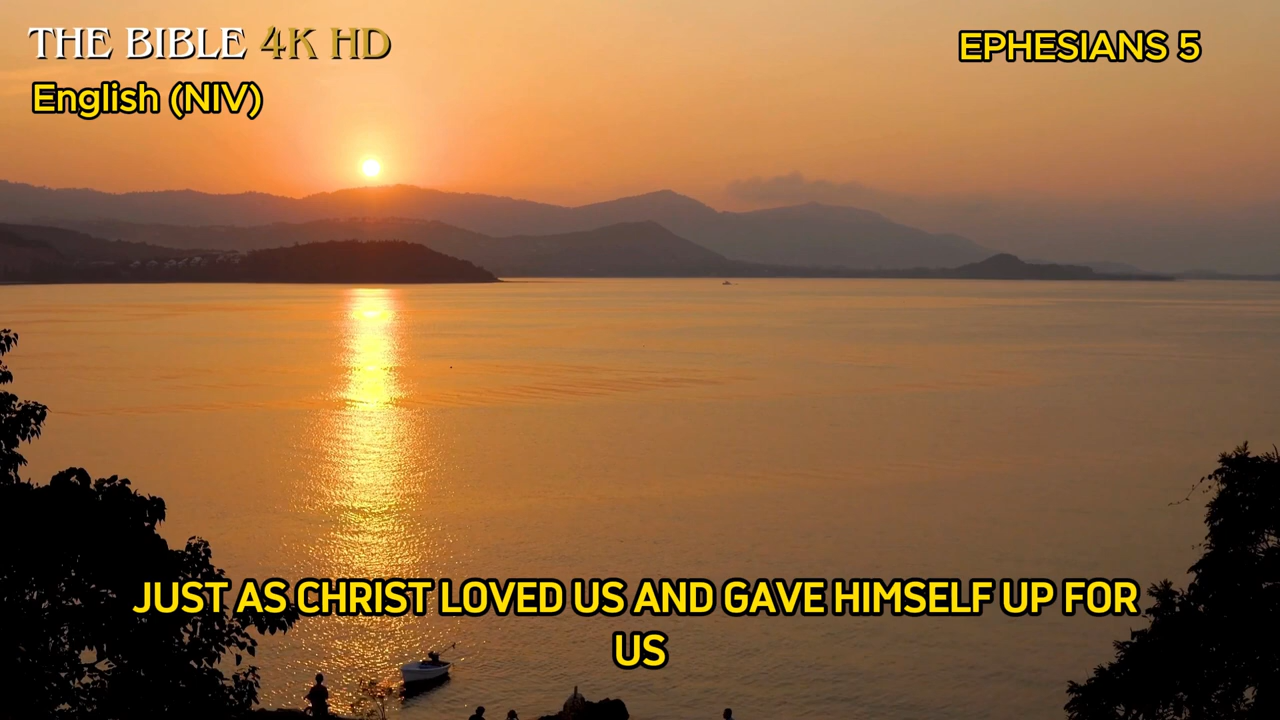 THE BIBLE 4K HD
EPHESIANS 5
English (NIV)
JUST AS CHRIST LOVED US AND GAVE HIMSELF UP FOR
US